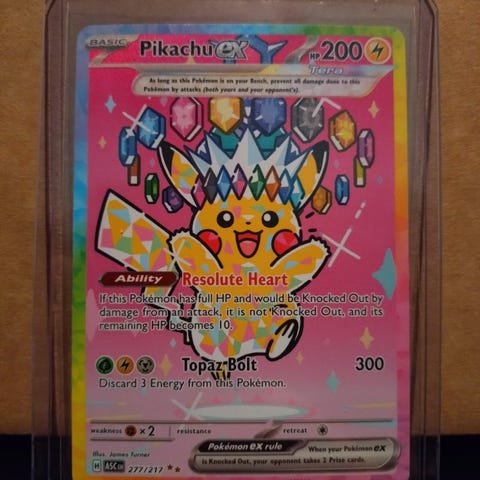 BASIC Pikachu ex HP 200
Tera
As long as this Pokémon is on your Bench, prevent all damage done to this
Pokémon by attacks (both yours and your opponent's).
Ability Resolute Heart
If this Pokémon has full HP and would be Knocked Out by
damage from an attack, it is not Knocked Out, and its
remaining HP becomes 10.
Topaz Bolt 300
Discard 3 Energy from this Pokémon.
weakness ×2 resistance retreat
Illus. James Turner
Pokémon ex rule When your Pokémon ex
is Knocked Out, your opponent takes 2 Prize cards.
H ASC EN 277/217